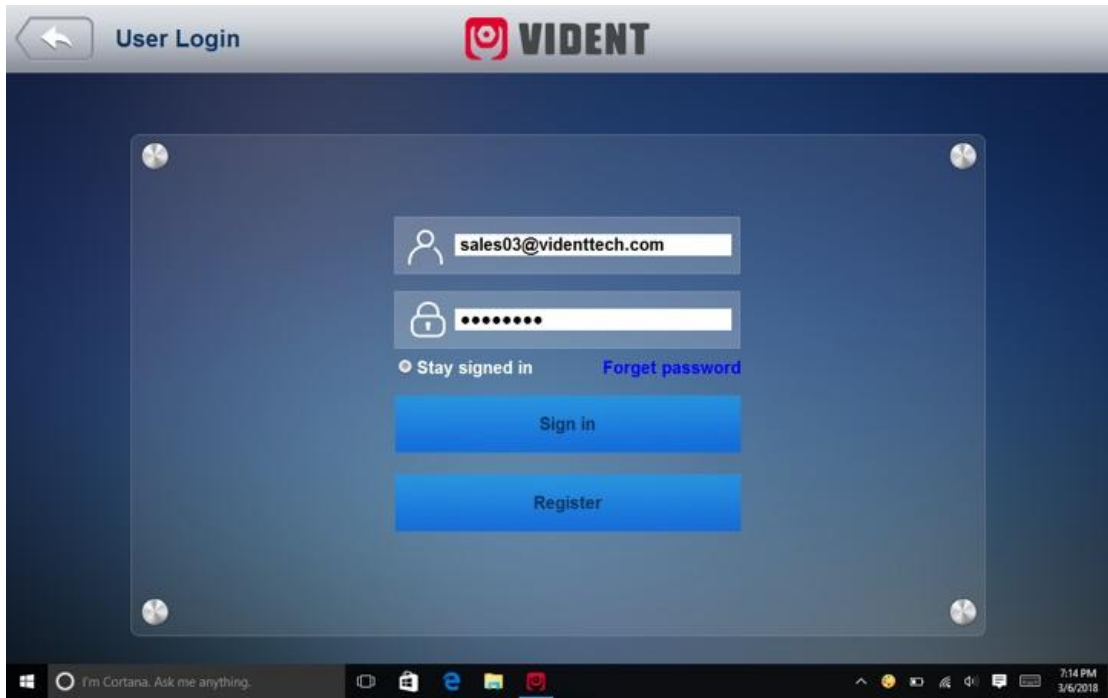 User Login
VIDENT
sales03@videnttech.com
••••••••
Stay signed in
Forget password
Sign in
Register
I'm Cortana. Ask me anything.
7:14 PM
3/6/2018